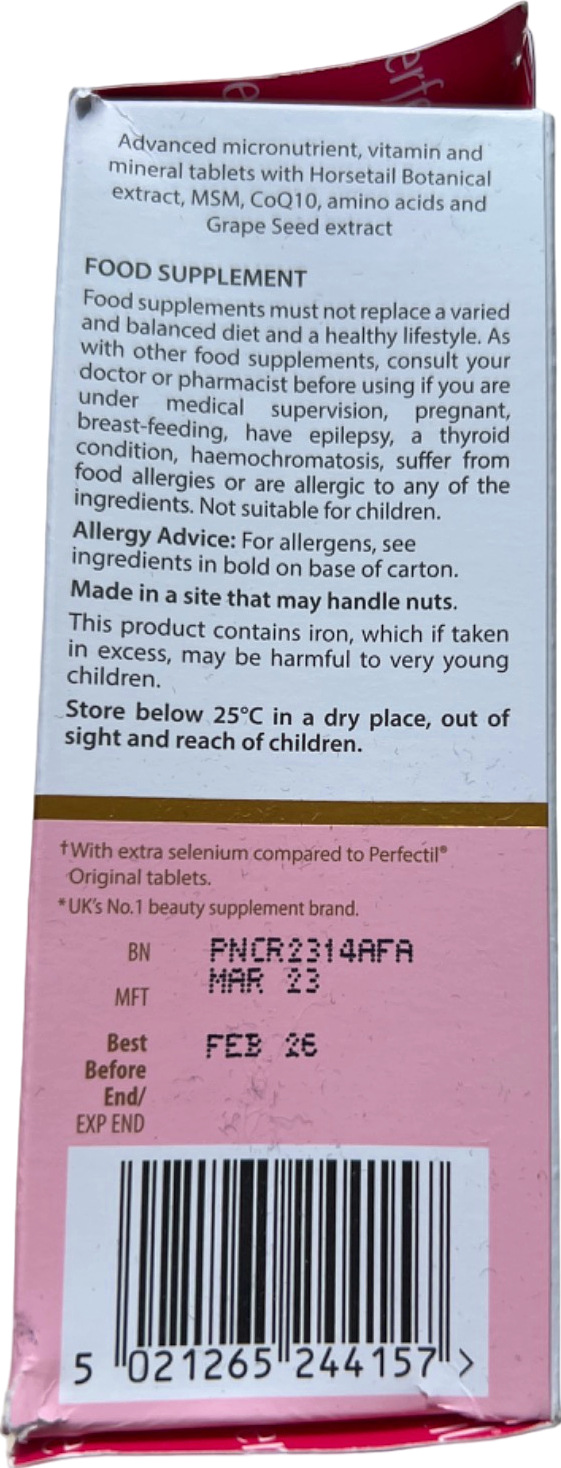 erfe
e
Advanced micronutrient, vitamin and
mineral tablets with Horsetail Botanical
extract, MSM, CoQ10, amino acids and
Grape Seed extract
FOOD SUPPLEMENT
Food supplements must not replace a varied
and balanced diet and a healthy lifestyle. As
with other food supplements, consult your
doctor or pharmacist before using if you are
under medical supervision, pregnant,
breast-feeding, have epilepsy, a thyroid
condition, haemochromatosis, suffer from
food allergies or are allergic to any of the
ingredients. Not suitable for children.
Allergy Advice: For allergens, see
ingredients in bold on base of carton.
Made in a site that may handle nuts.
This product contains iron, which if taken
in excess, may be harmful to very young
children.
Store below 25°C in a dry place, out of
sight and reach of children.
†With extra selenium compared to Perfectil®
Original tablets.
*UK's No.1 beauty supplement brand.
BN PNCR2314AFA
MFT MAR 23
Best FEB 26
Before
End/
EXP END
5 021265 244157 >